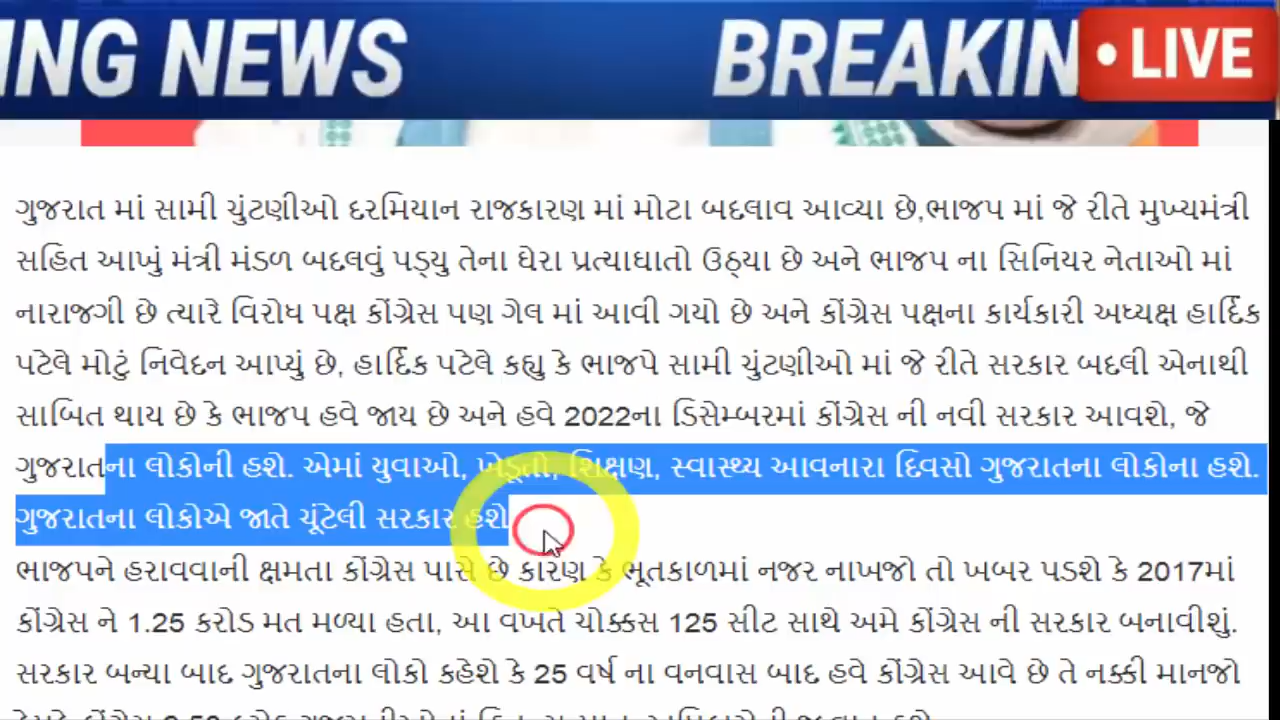 ING NEWS BREAKIN • LIVE
ગુજરાત માં સામી ચુંટણીઓ દરમિયાન રાજકારણ માં મોટા બદલાવ આવ્યા છે,ભાજપ માં જે રીતે મુખ્યમંત્રી
સહિત આખું મંત્રી મંડળ બદલવું પડ્યુ તેના ઘેરા પ્રત્યાઘાતો ઉઠ્યા છે અને ભાજપ ના સિનિયર નેતાઓ માં
નારાજગી છે ત્યારે વિરોધ પક્ષ કોંગ્રેસ પણ ગેલ માં આવી ગયો છે અને કોંગ્રેસ પક્ષના કાર્યકારી અધ્યક્ષ હાર્દિક
પટેલે મોટું નિવેદન આપ્યું છે, હાર્દિક પટેલે કહ્યુ કે ભાજપે સામી ચુંટણીઓ માં જે રીતે સરકાર બદલી એનાથી
સાબિત થાય છે કે ભાજપ હવે જાય છે અને હવે 2022ના ડિસેમ્બરમાં કોંગ્રેસ ની નવી સરકાર આવશે, જે
ગુજરાતના લોકોની હશે. એમાં યુવાઓ, ખેડૂતો, શિક્ષણ, સ્વાસ્થ્ય આવનારા દિવસો ગુજરાતના લોકોના હશે.
ગુજરાતના લોકોએ જાતે ચૂંટેલી સરકાર હશે
ભાજપને હરાવવાની ક્ષમતા કોંગ્રેસ પાસે છે કારણ કે ભૂતકાળમાં નજર નાખજો તો ખબર પડશે કે 2017માં
કોંગ્રેસ ને 1.25 કરોડ મત મળ્યા હતા, આ વખતે ચોક્કસ 125 સીટ સાથે અમે કોંગ્રેસ ની સરકાર બનાવીશું.
સરકાર બન્યા બાદ ગુજરાતના લોકો કહેશે કે 25 વર્ષ ના વનવાસ બાદ હવે કોંગ્રેસ આવે છે તે નક્કી માનજો